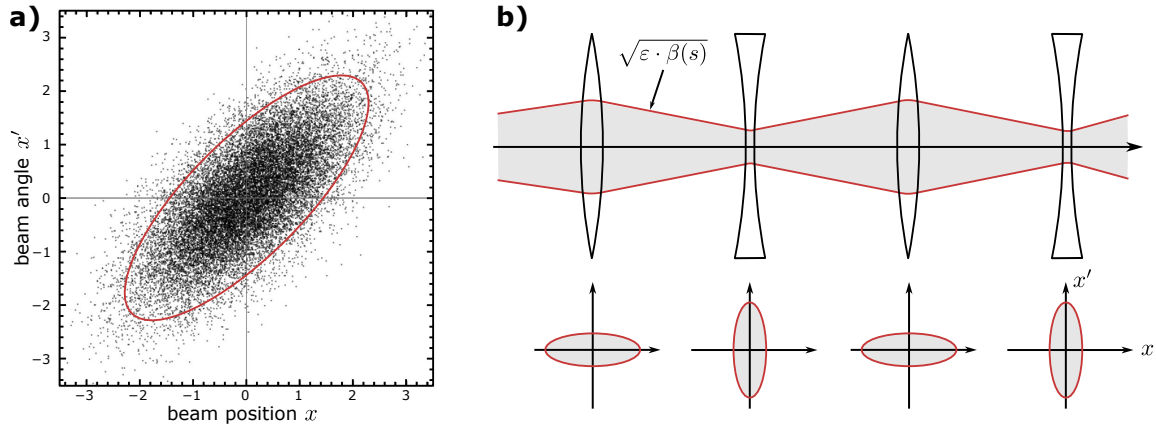 a)
beam angle x′
3
2
1
0
−1
−2
−3
−3 −2 −1 0 1 2 3
beam position x
b)
√ε · β(s)
x′
x